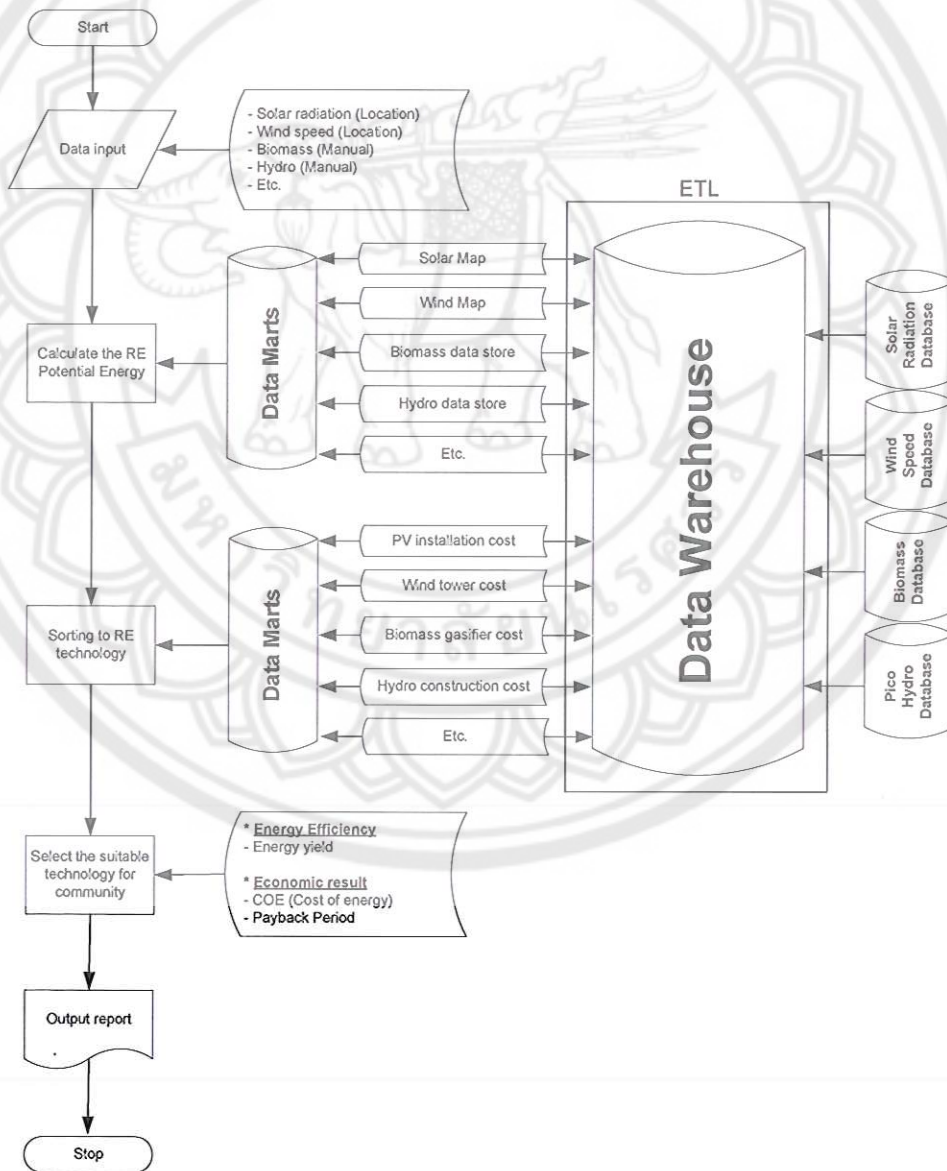 Start
Data input
- Solar radiation (Location)
- Wind speed (Location)
- Biomass (Manual)
- Hydro (Manual)
- Etc.
ETL
Solar Map
Wind Map
Biomass data store
Hydro data store
Etc.
Data Marts
Calculate the RE
Potential Energy
Data Warehouse
Solar
Radiation
Database
Wind
Speed
Database
Biomass
Database
Pico
Hydro
Database
PV installation cost
Wind tower cost
Biomass gasifier cost
Hydro construction cost
Etc.
Data Marts
Sorting to RE
technology
Select the suitable
technology for
community
* Energy Efficiency
- Energy yield
* Economic result
- COE (Cost of energy)
- Payback Period
Output report
Stop